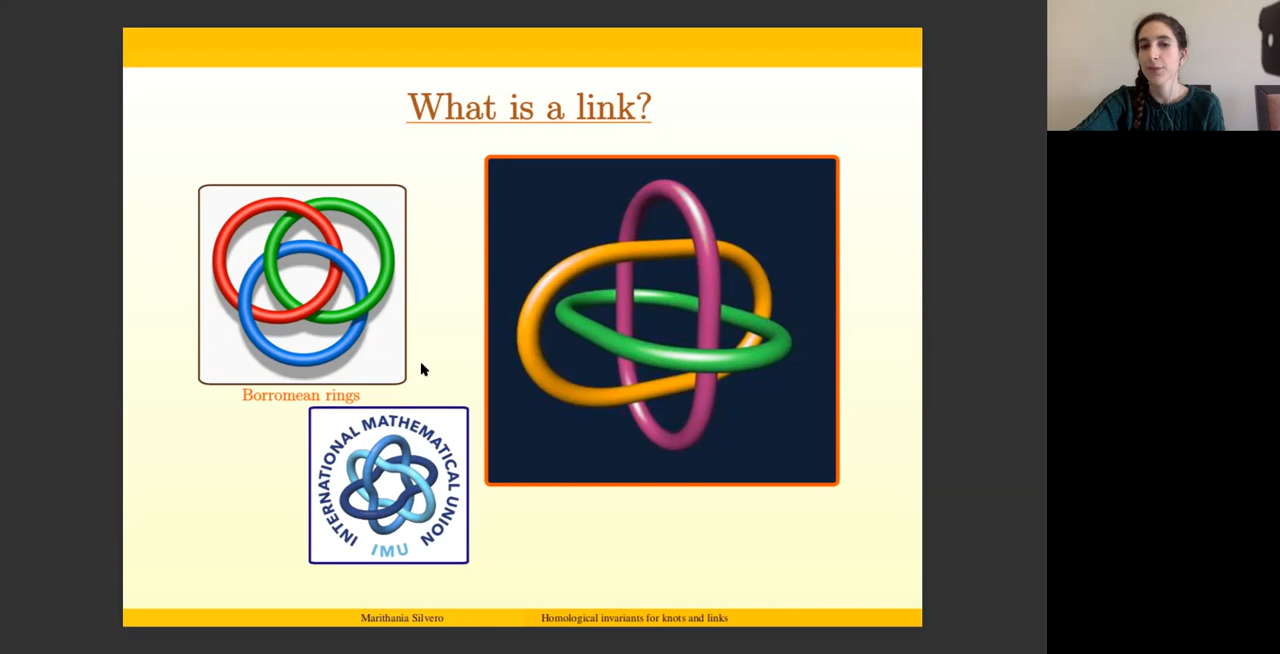 What is a link?
Borromean rings
INTERNATIONAL MATHEMATICAL UNION
IMU
Marithania Silvero
Homological invariants for knots and links